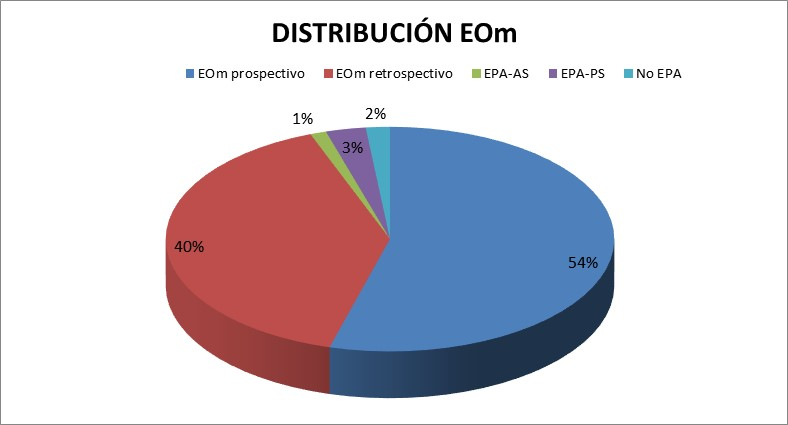 DISTRIBUCIÓN EOm
EOm prospectivo EOm retrospectivo EPA-AS EPA-PS No EPA
1%
2%
3%
40%
54%